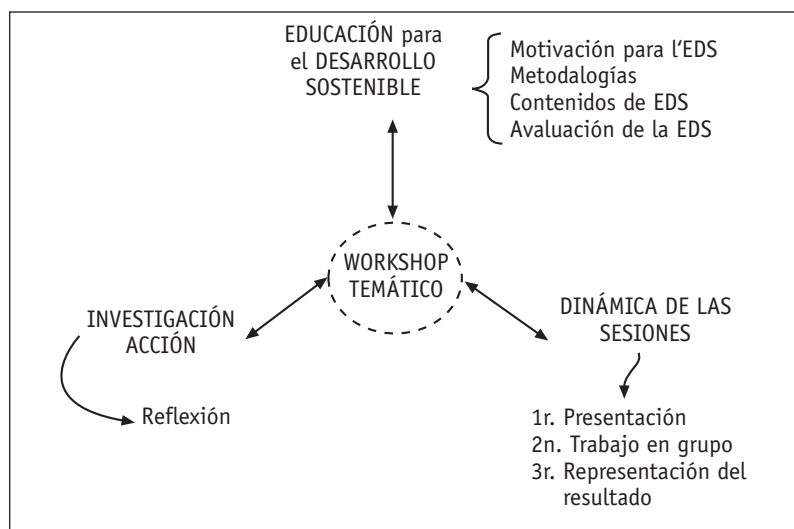 EDUCACIÓN para
el DESARROLLO
SOSTENIBLE
Motivación para l‘EDS
Metodalogías
Contenidos de EDS
Avaluación de la EDS
WORKSHOP
TEMÁTICO
INVESTIGACIÓN
ACCIÓN
Reflexión
DINÁMICA DE LAS
SESIONES
1r. Presentación
2n. Trabajo en grupo
3r. Representación del
resultado